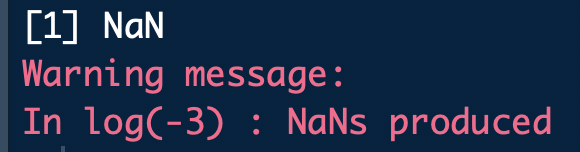 [1] NaN
Warning message:
In log(-3) : NaNs produced